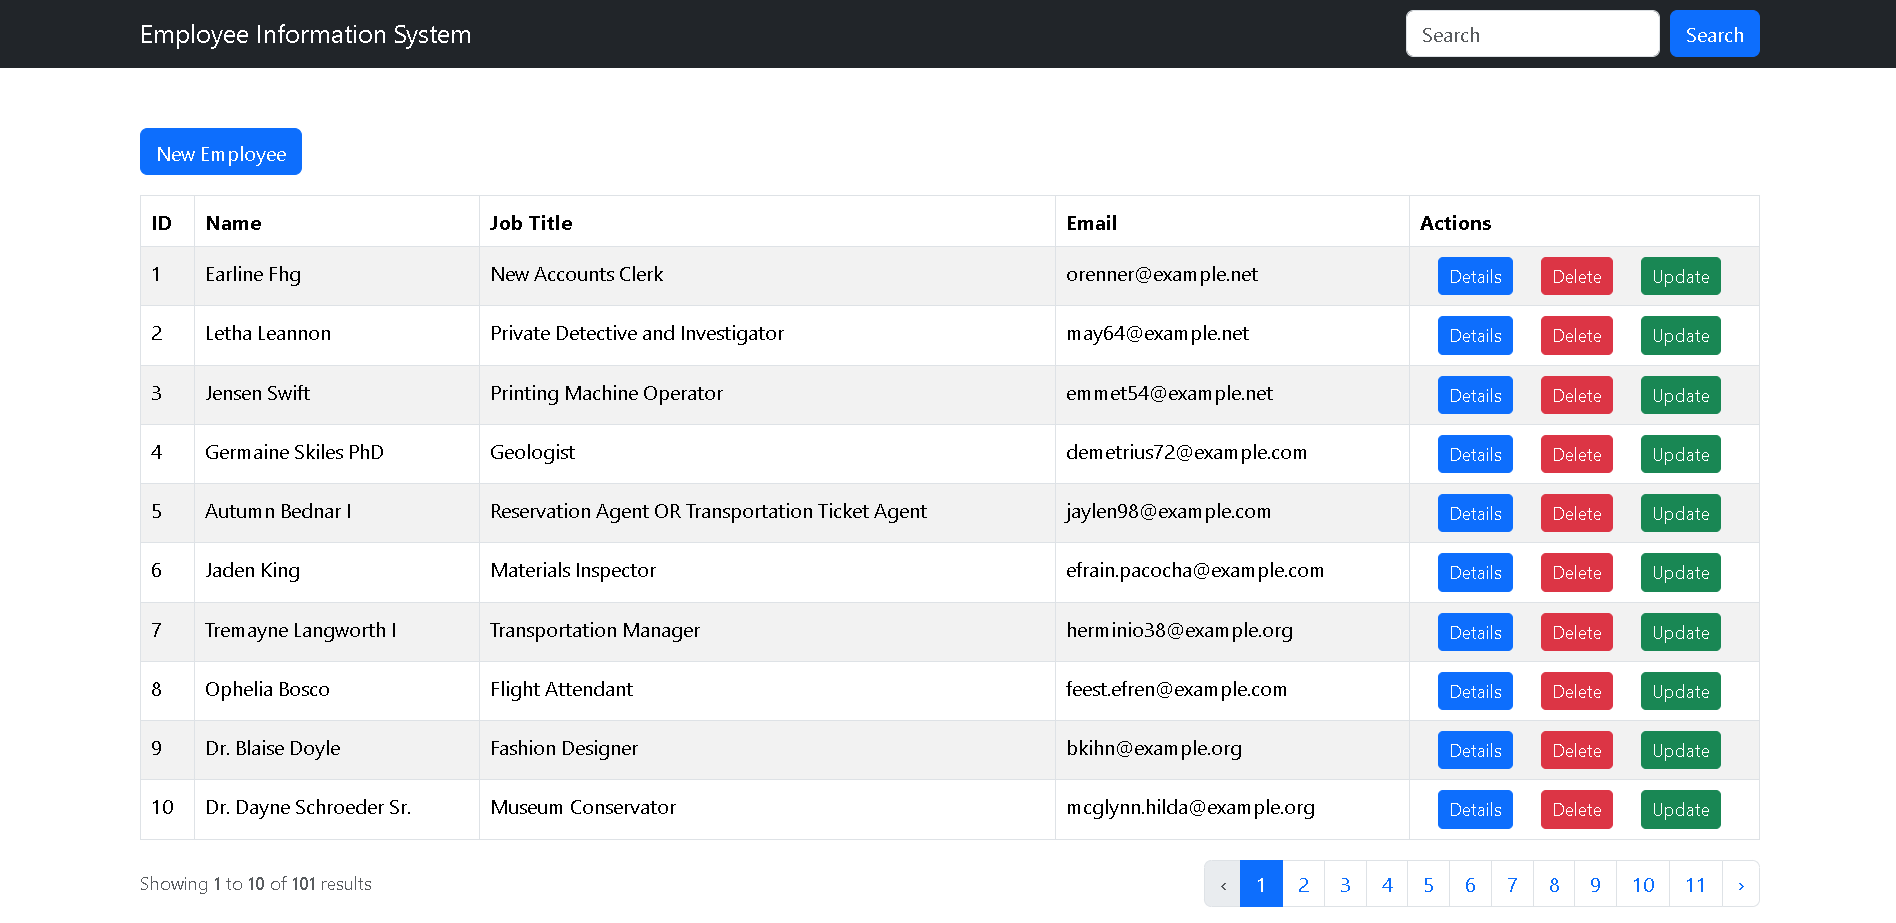 Employee Information System Search Search
New Employee
ID Name Job Title Email Actions
1 Earline Fhg New Accounts Clerk orenner@example.net Details Delete Update
2 Letha Leannon Private Detective and Investigator may64@example.net Details Delete Update
3 Jensen Swift Printing Machine Operator emmet54@example.net Details Delete Update
4 Germaine Skiles PhD Geologist demetrius72@example.com Details Delete Update
5 Autumn Bednar I Reservation Agent OR Transportation Ticket Agent jaylen98@example.com Details Delete Update
6 Jaden King Materials Inspector efrain.pacocha@example.com Details Delete Update
7 Tremayne Langworth I Transportation Manager herminio38@example.org Details Delete Update
8 Ophelia Bosco Flight Attendant feest.efren@example.com Details Delete Update
9 Dr. Blaise Doyle Fashion Designer bkihn@example.org Details Delete Update
10 Dr. Dayne Schroeder Sr. Museum Conservator mcglynn.hilda@example.org Details Delete Update
Showing 1 to 10 of 101 results ‹ 1 2 3 4 5 6 7 8 9 10 11 ›